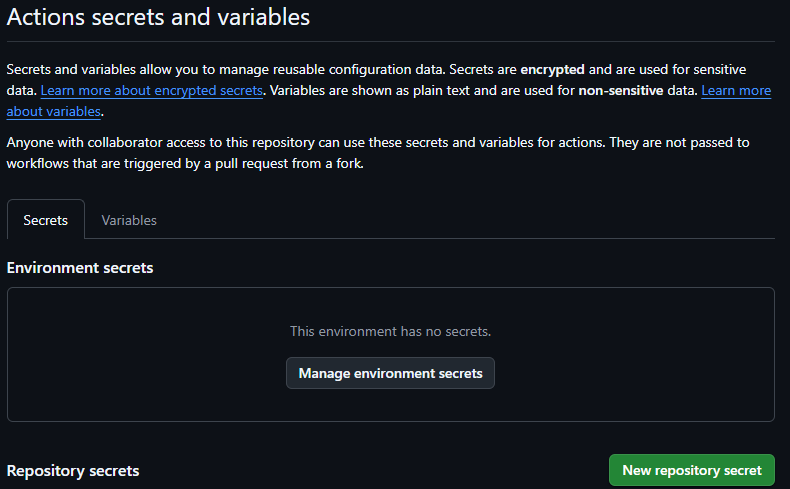 Actions secrets and variables
Secrets and variables allow you to manage reusable configuration data. Secrets are encrypted and are used for sensitive
data. Learn more about encrypted secrets. Variables are shown as plain text and are used for non-sensitive data. Learn more
about variables.
Anyone with collaborator access to this repository can use these secrets and variables for actions. They are not passed to
workflows that are triggered by a pull request from a fork.
Secrets Variables
Environment secrets
This environment has no secrets.
Manage environment secrets
Repository secrets New repository secret